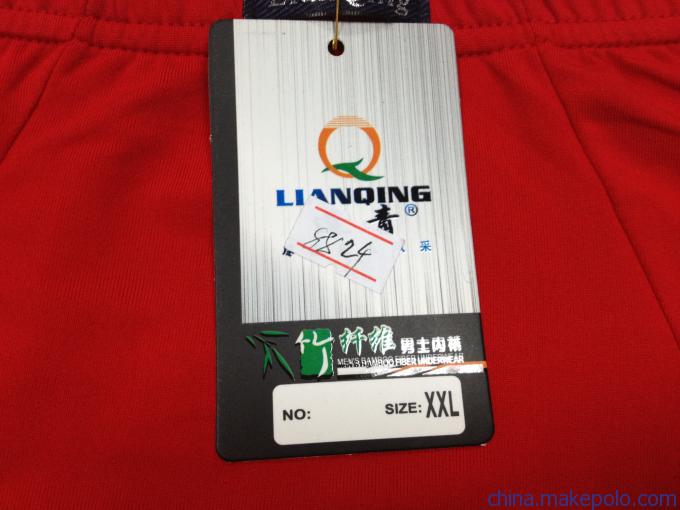 LIANQING
青®
8824
采
竹纤维 男士内裤
MEN'S BAMBOO FIBER UNDERWEAR
NO: SIZE: XXL
china.makepolo.com